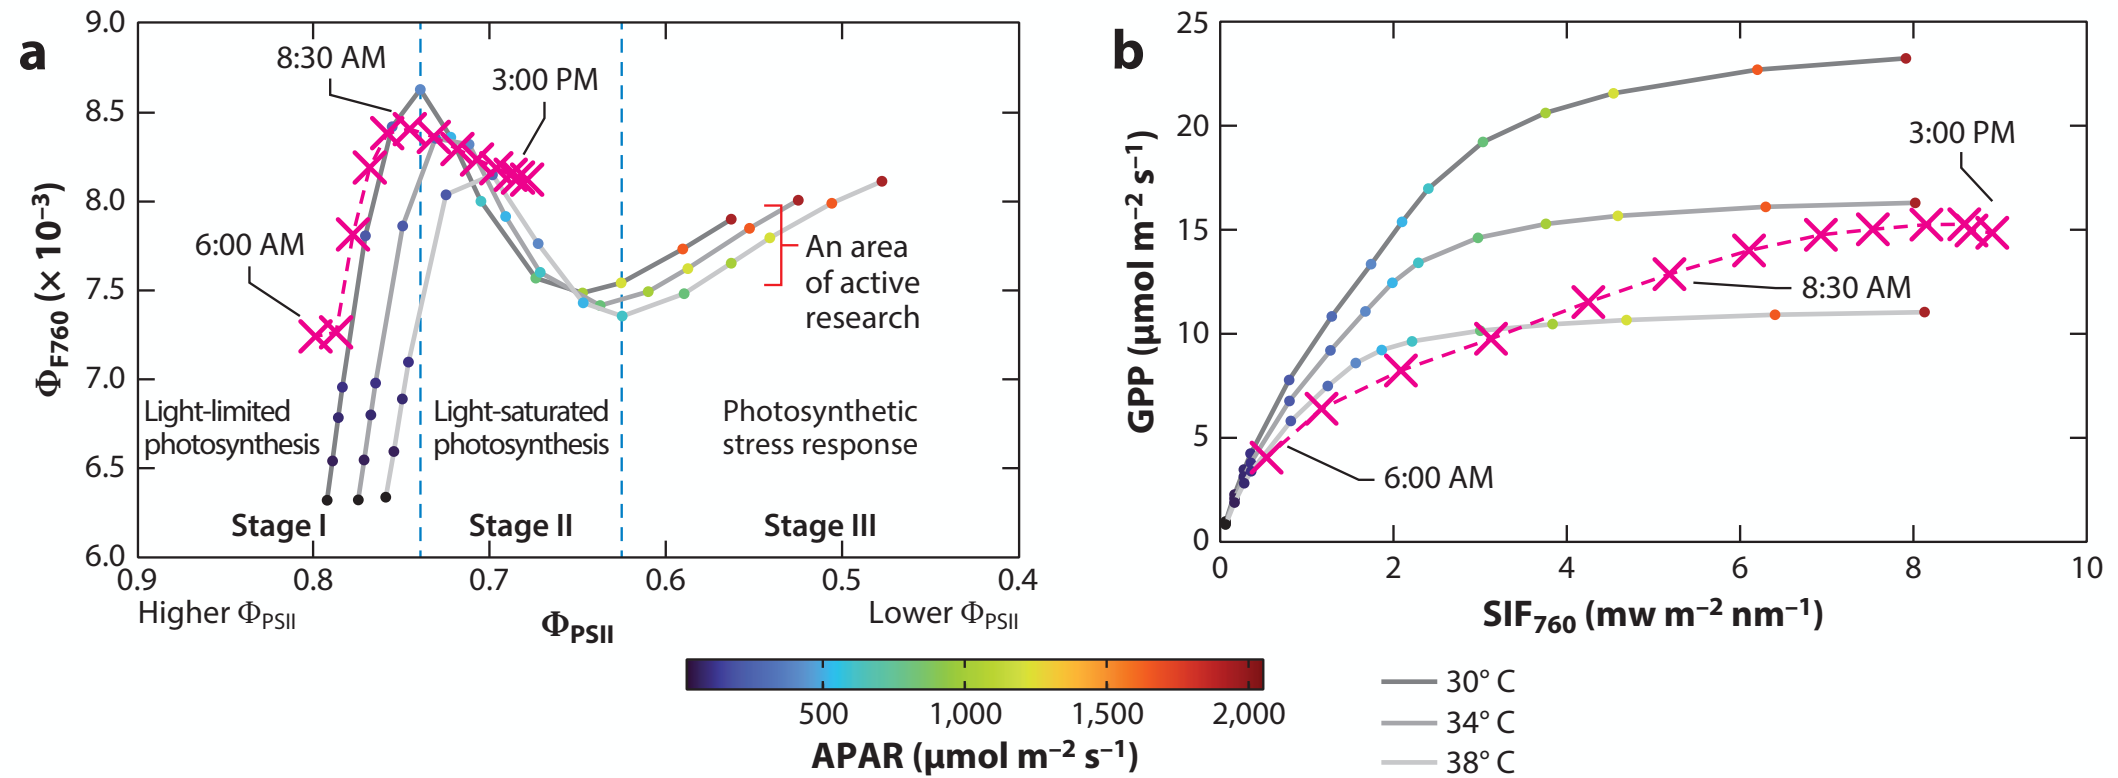 a
9.0
8.5
8.0
7.5
7.0
6.5
6.0
ΦF760 (× 10−3)
8:30 AM
3:00 PM
6:00 AM
An area
of active
research
Light-limited
photosynthesis
Light-saturated
photosynthesis
Photosynthetic
stress response
Stage I
Stage II
Stage III
0.9 0.8 0.7 0.6 0.5 0.4
Higher ΦPSII
ΦPSII
Lower ΦPSII
b
25
20
15
10
5
0
GPP (μmol m−2 s−1)
3:00 PM
8:30 AM
6:00 AM
0 2 4 6 8 10
SIF760 (mw m−2 nm−1)
500 1,000 1,500 2,000
APAR (μmol m−2 s−1)
30° C
34° C
38° C